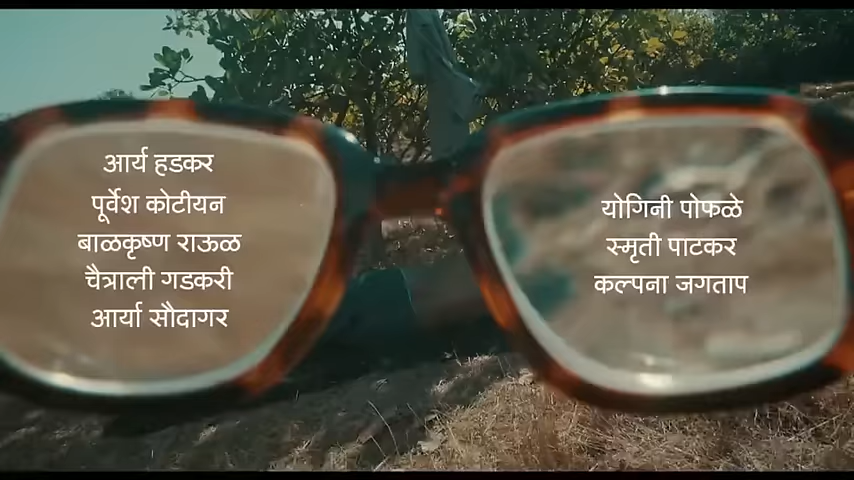 आर्य हडकर
पूर्वेश कोटीयन
बाळकृष्ण राऊळ
चैत्राली गडकरी
आर्या सौदागर
योगिनी पोफळे
स्मृती पाटकर
कल्पना जगताप